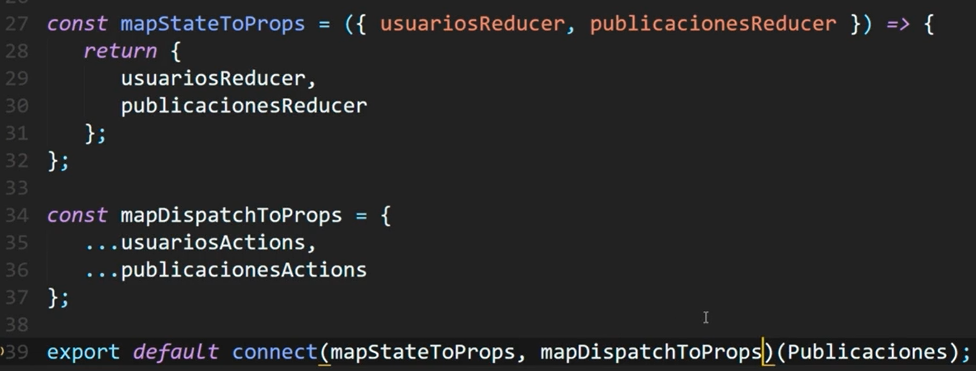 27 const mapStateToProps = ({ usuariosReducer, publicacionesReducer }) => {
28 return {
29 usuariosReducer,
30 publicacionesReducer
31 };
32 };
33
34 const mapDispatchToProps = {
35 ...usuariosActions,
36 ...publicacionesActions
37 };
38
39 export default connect(mapStateToProps, mapDispatchToProps)(Publicaciones);